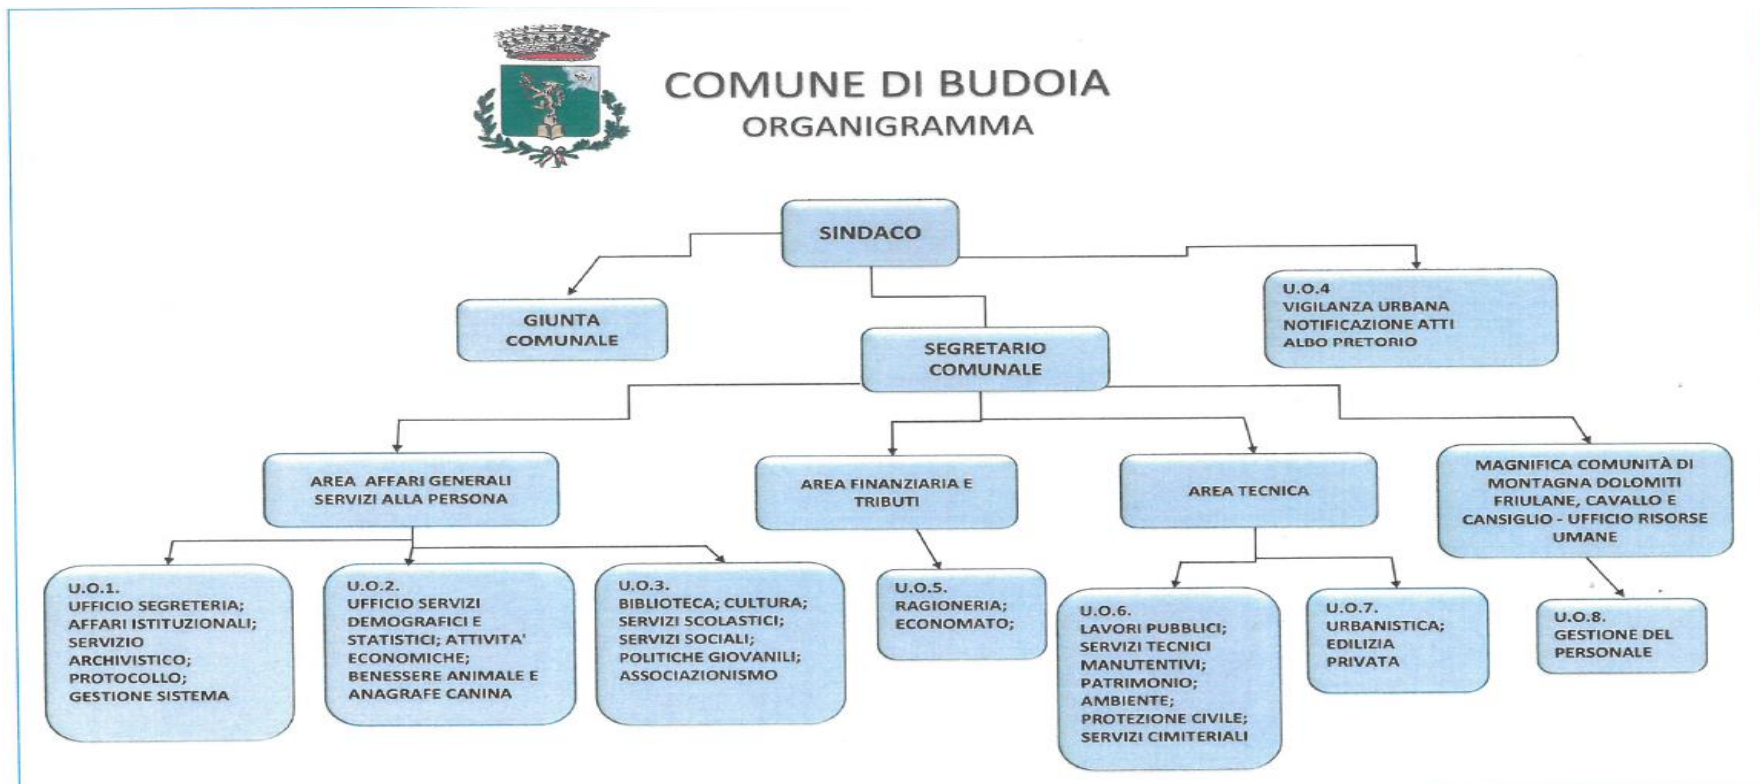 COMUNE DI BUDOIA
ORGANIGRAMMA
SINDACO
GIUNTA
COMUNALE
U.O.4
VIGILANZA URBANA
NOTIFICAZIONE ATTI
ALBO PRETORIO
SEGRETARIO
COMUNALE
AREA AFFARI GENERALI
SERVIZI ALLA PERSONA
AREA FINANZIARIA E
TRIBUTI
AREA TECNICA
MAGNIFICA COMUNITÀ DI
MONTAGNA DOLOMITI
FRIULANE, CAVALLO E
CANSIGLIO - UFFICIO RISORSE
UMANE
U.O.1.
UFFICIO SEGRETERIA;
AFFARI ISTITUZIONALI;
SERVIZIO
ARCHIVISTICO;
PROTOCOLLO;
GESTIONE SISTEMA
U.O.2.
UFFICIO SERVIZI
DEMOGRAFICI E
STATISTICI; ATTIVITA'
ECONOMICHE;
BENESSERE ANIMALE E
ANAGRAFE CANINA
U.O.3.
BIBLIOTECA; CULTURA;
SERVIZI SCOLASTICI;
SERVIZI SOCIALI;
POLITICHE GIOVANILI;
ASSOCIAZIONISMO
U.O.5.
RAGIONERIA;
ECONOMATO;
U.O.6.
LAVORI PUBBLICI;
SERVIZI TECNICI
MANUTENTIVI;
PATRIMONIO;
AMBIENTE;
PROTEZIONE CIVILE;
SERVIZI CIMITERIALI
U.O.7.
URBANISTICA;
EDILIZIA
PRIVATA
U.O.8.
GESTIONE DEL
PERSONALE